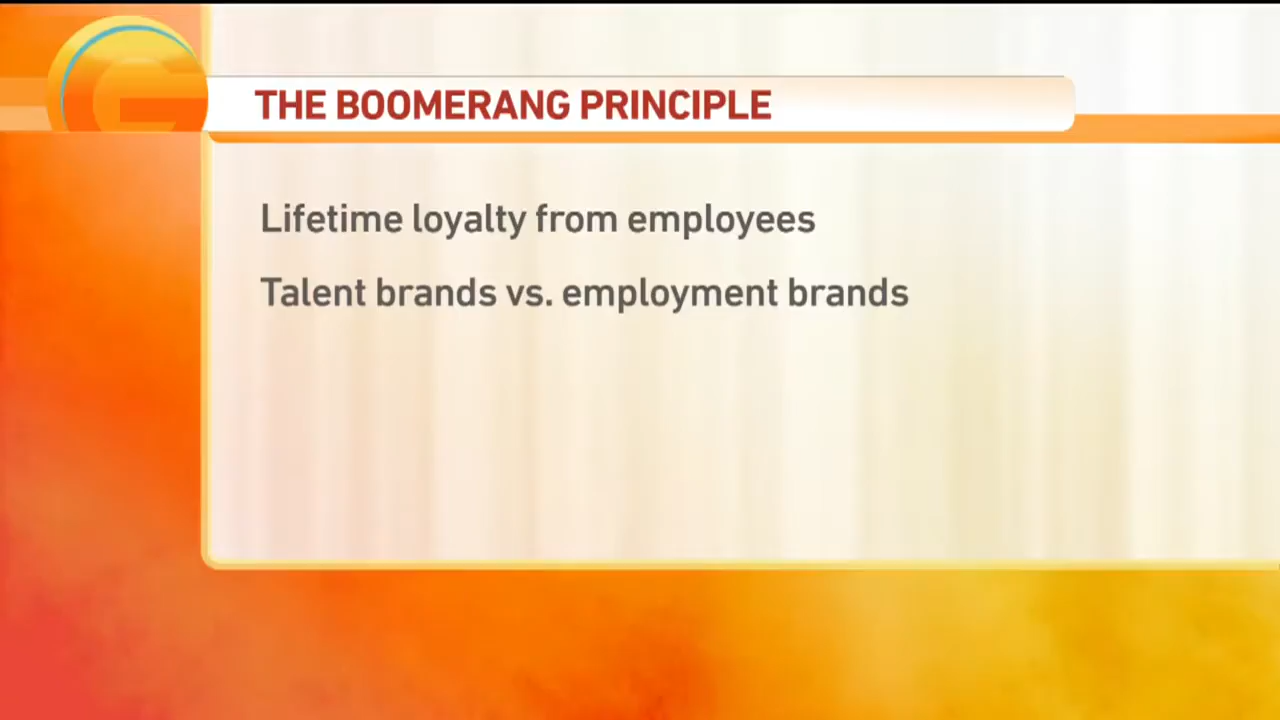 THE BOOMERANG PRINCIPLE
Lifetime loyalty from employees
Talent brands vs. employment brands